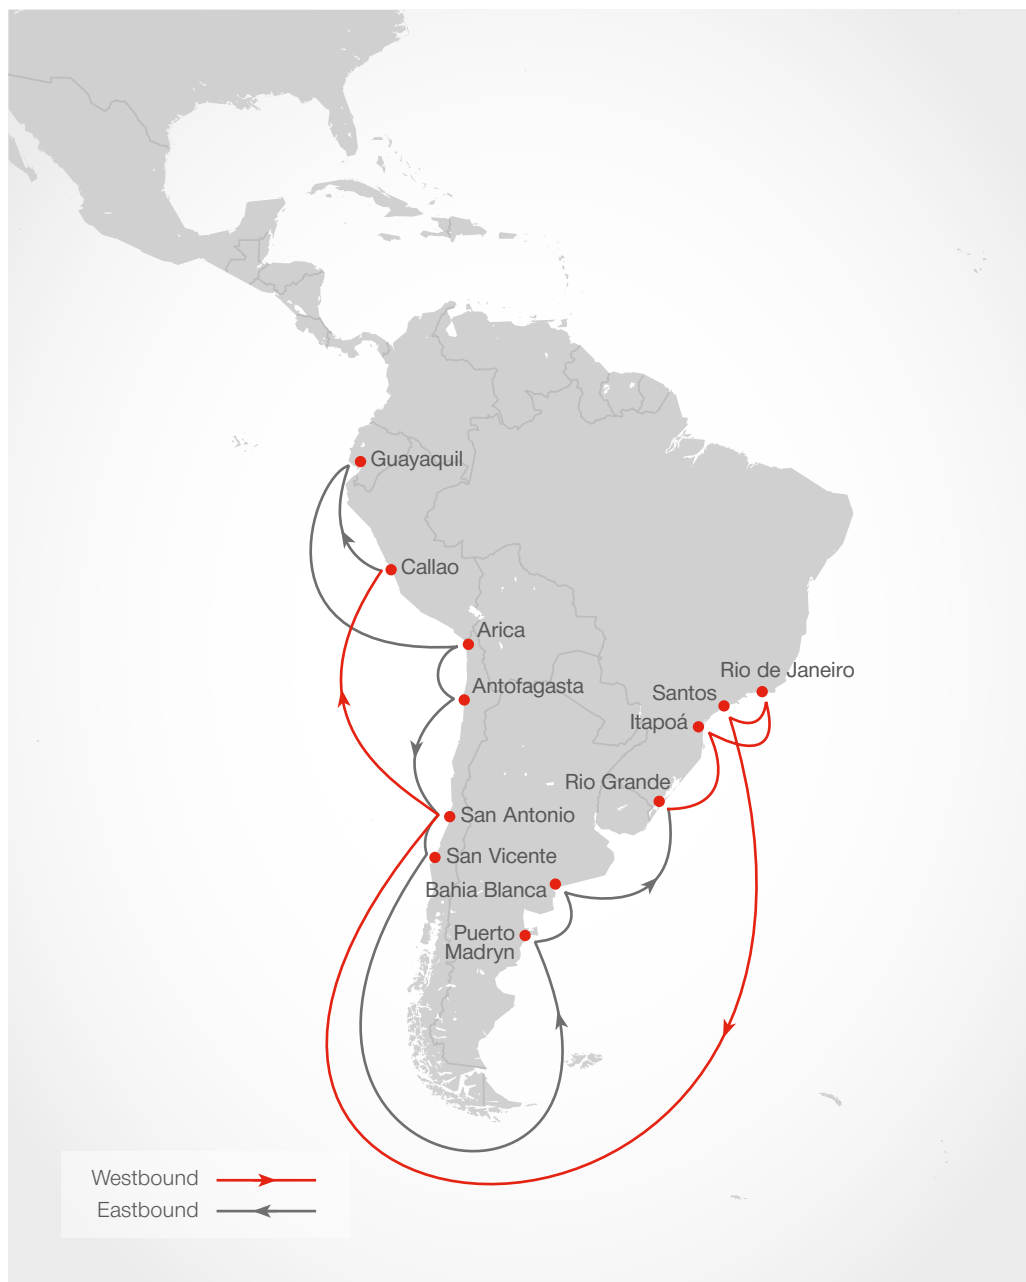 Guayaquil
Callao
Arica
Rio de Janeiro
Antofagasta
Santos
Itapoá
Rio Grande
San Antonio
San Vicente
Bahia Blanca
Puerto
Madryn
Westbound
Eastbound